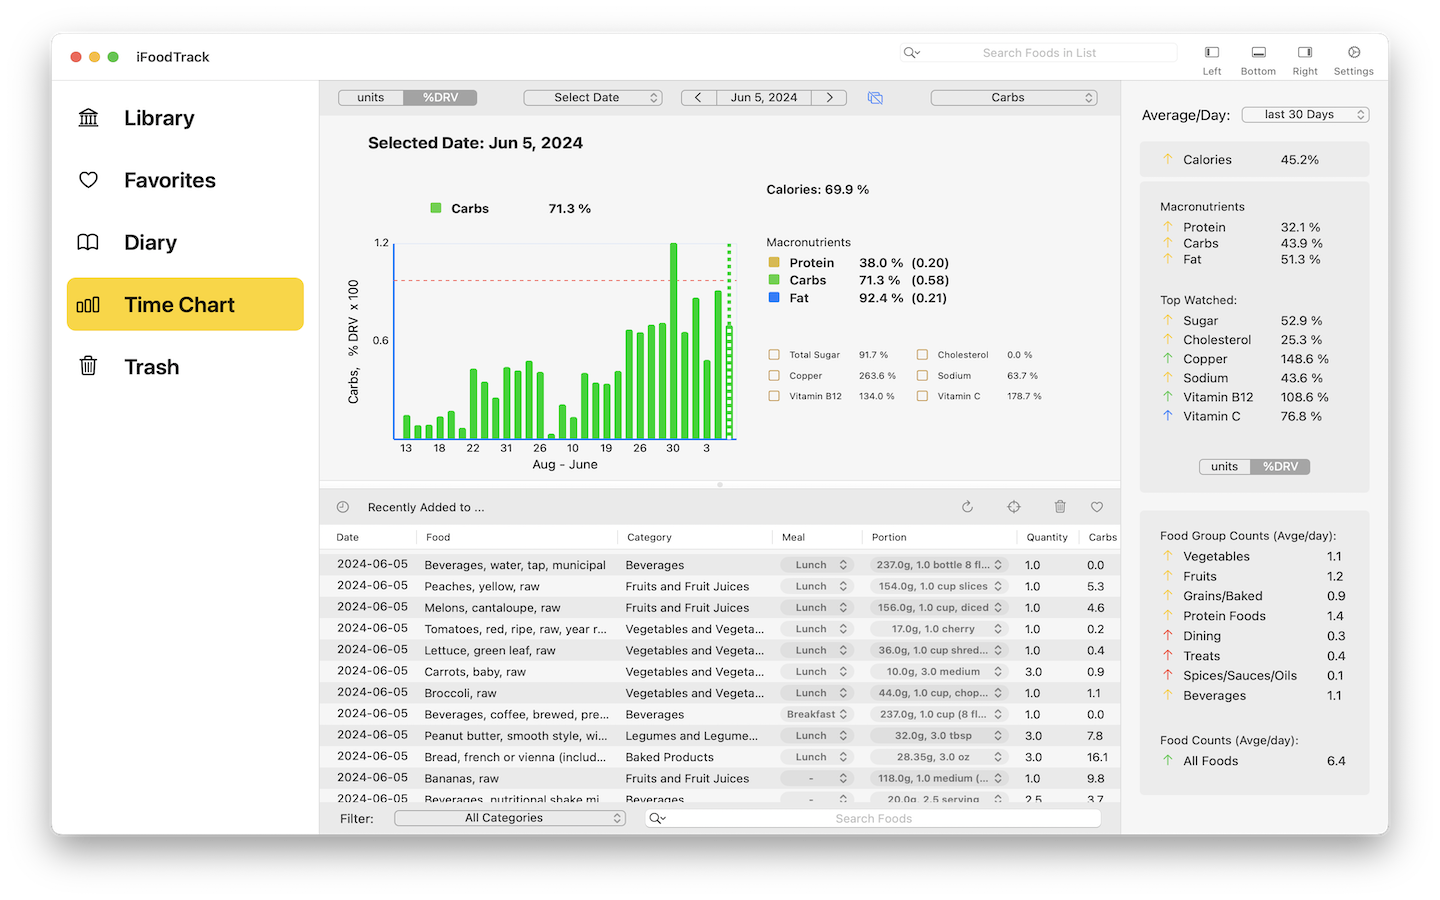 iFoodTrack
Search Foods in List
Left Bottom Right Settings
Library
Favorites
Diary
Time Chart
Trash
units %DRV Select Date Jun 5, 2024 Carbs
Selected Date: Jun 5, 2024
Carbs 71.3 %
1.2
0.6
Carbs, % DRV x 100
13 18 22 31 26 10 19 26 30 3
Aug - June
Calories: 69.9 %
Macronutrients
Protein 38.0 % (0.20)
Carbs 71.3 % (0.58)
Fat 92.4 % (0.21)
Total Sugar 91.7 % Cholesterol 0.0 %
Copper 263.6 % Sodium 63.7 %
Vitamin B12 134.0 % Vitamin C 178.7 %
Recently Added to ...
Date Food Category Meal Portion Quantity Carbs
2024-06-05 Beverages, water, tap, municipal Beverages Lunch 237.0g, 1.0 bottle 8 fl... 1.0 0.0
2024-06-05 Peaches, yellow, raw Fruits and Fruit Juices Lunch 154.0g, 1.0 cup slices 1.0 5.3
2024-06-05 Melons, cantaloupe, raw Fruits and Fruit Juices Lunch 156.0g, 1.0 cup, diced 1.0 4.6
2024-06-05 Tomatoes, red, ripe, raw, year r... Vegetables and Vegeta... Lunch 17.0g, 1.0 cherry 1.0 0.2
2024-06-05 Lettuce, green leaf, raw Vegetables and Vegeta... Lunch 36.0g, 1.0 cup shred... 1.0 0.4
2024-06-05 Carrots, baby, raw Vegetables and Vegeta... Lunch 10.0g, 3.0 medium 3.0 0.9
2024-06-05 Broccoli, raw Vegetables and Vegeta... Lunch 44.0g, 1.0 cup, chop... 1.0 1.1
2024-06-05 Beverages, coffee, brewed, pre... Beverages Breakfast 237.0g, 1.0 cup (8 fl... 1.0 0.0
2024-06-05 Peanut butter, smooth style, wi... Legumes and Legume... Lunch 32.0g, 3.0 tbsp 3.0 7.8
2024-06-05 Bread, french or vienna (includ... Baked Products Lunch 28.35g, 3.0 oz 3.0 16.1
2024-06-05 Bananas, raw Fruits and Fruit Juices - 118.0g, 1.0 medium (... 1.0 9.8
2024-06-05 Beverages, nutritional shake mi Beverages - 20.0g, 2.5 serving 2.5 3.7
Filter: All Categories Search Foods
Average/Day: last 30 Days
Calories 45.2%
Macronutrients
Protein 32.1 %
Carbs 43.9 %
Fat 51.3 %
Top Watched:
Sugar 52.9 %
Cholesterol 25.3 %
Copper 148.6 %
Sodium 43.6 %
Vitamin B12 108.6 %
Vitamin C 76.8 %
units %DRV
Food Group Counts (Avge/day):
Vegetables 1.1
Fruits 1.2
Grains/Baked 0.9
Protein Foods 1.4
Dining 0.3
Treats 0.4
Spices/Sauces/Oils 0.1
Beverages 1.1
Food Counts (Avge/day):
All Foods 6.4